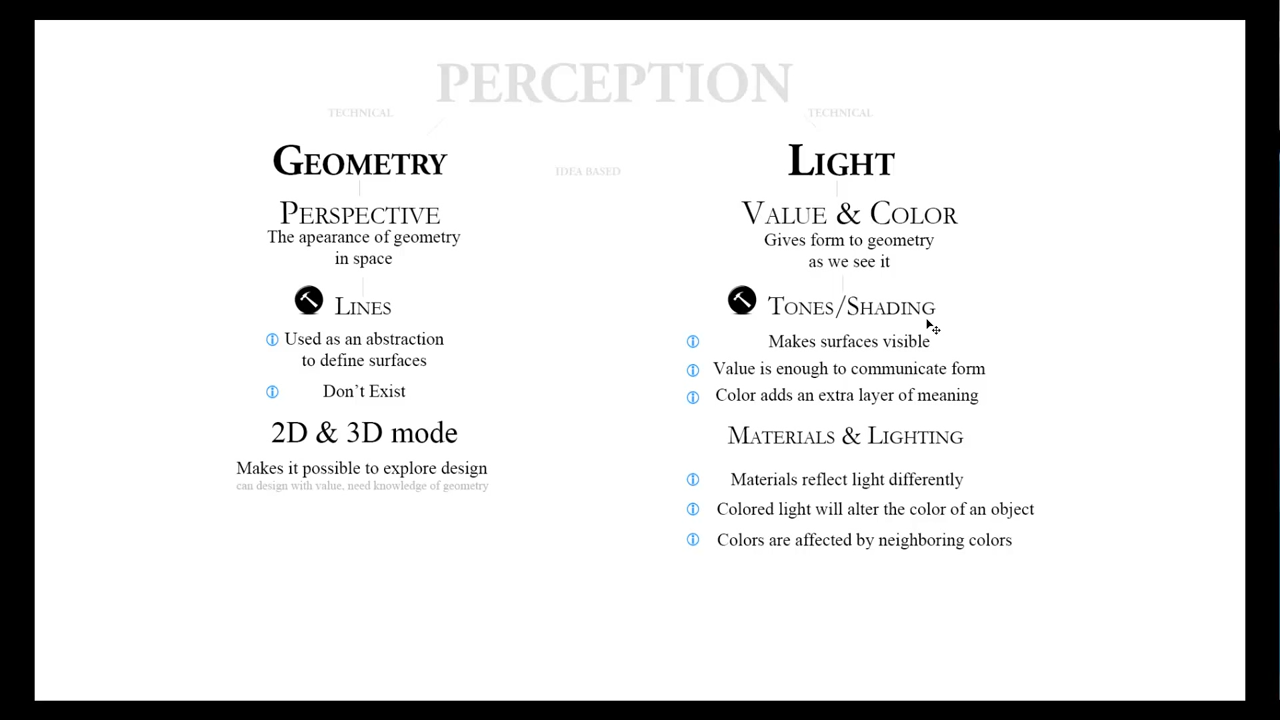 PERCEPTION
TECHNICAL
TECHNICAL
GEOMETRY
IDEA BASED
LIGHT
PERSPECTIVE
The apearance of geometry
in space
LINES
Used as an abstraction
to define surfaces
Don't Exist
2D & 3D mode
Makes it possible to explore design
can design with value, need knowledge of geometry
VALUE & COLOR
Gives form to geometry
as we see it
TONES/SHADING
Makes surfaces visible
Value is enough to communicate form
Color adds an extra layer of meaning
MATERIALS & LIGHTING
Materials reflect light differently
Colored light will alter the color of an object
Colors are affected by neighboring colors